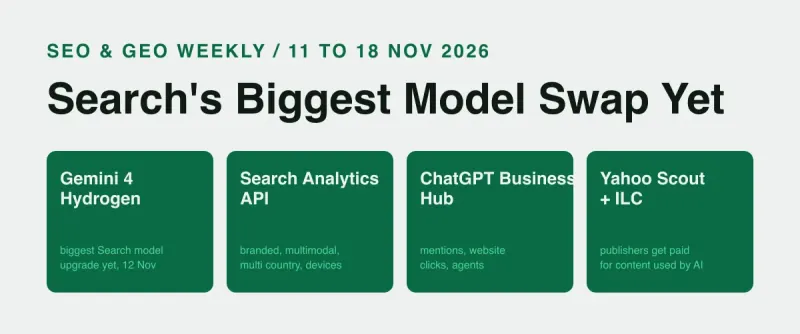 SEO & GEO WEEKLY / 11 TO 18 NOV 2026
Search's Biggest Model Swap Yet
Gemini 4
Hydrogen
biggest Search model
upgrade yet, 12 Nov
Search Analytics
API
branded, multimodal,
multi country, devices
ChatGPT Business
Hub
mentions, website
clicks, agents
Yahoo Scout
+ ILC
publishers get paid
for content used by AI